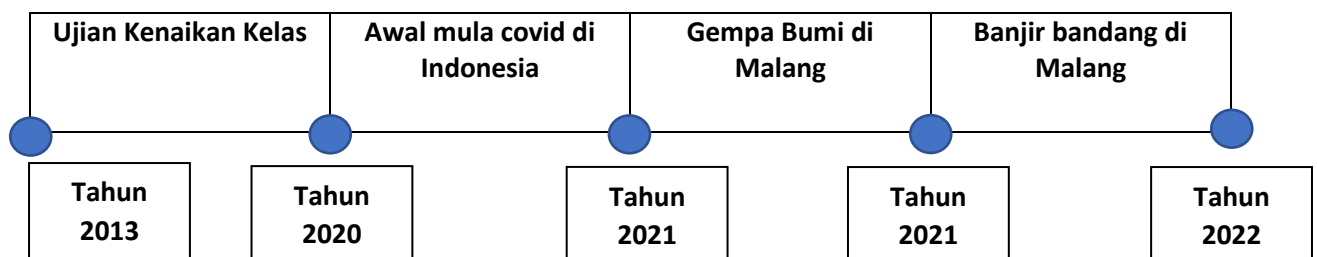 Ujian Kenaikan Kelas
Awal mula covid di
Indonesia
Gempa Bumi di
Malang
Banjir bandang di
Malang
Tahun
2013
Tahun
2020
Tahun
2021
Tahun
2021
Tahun
2022